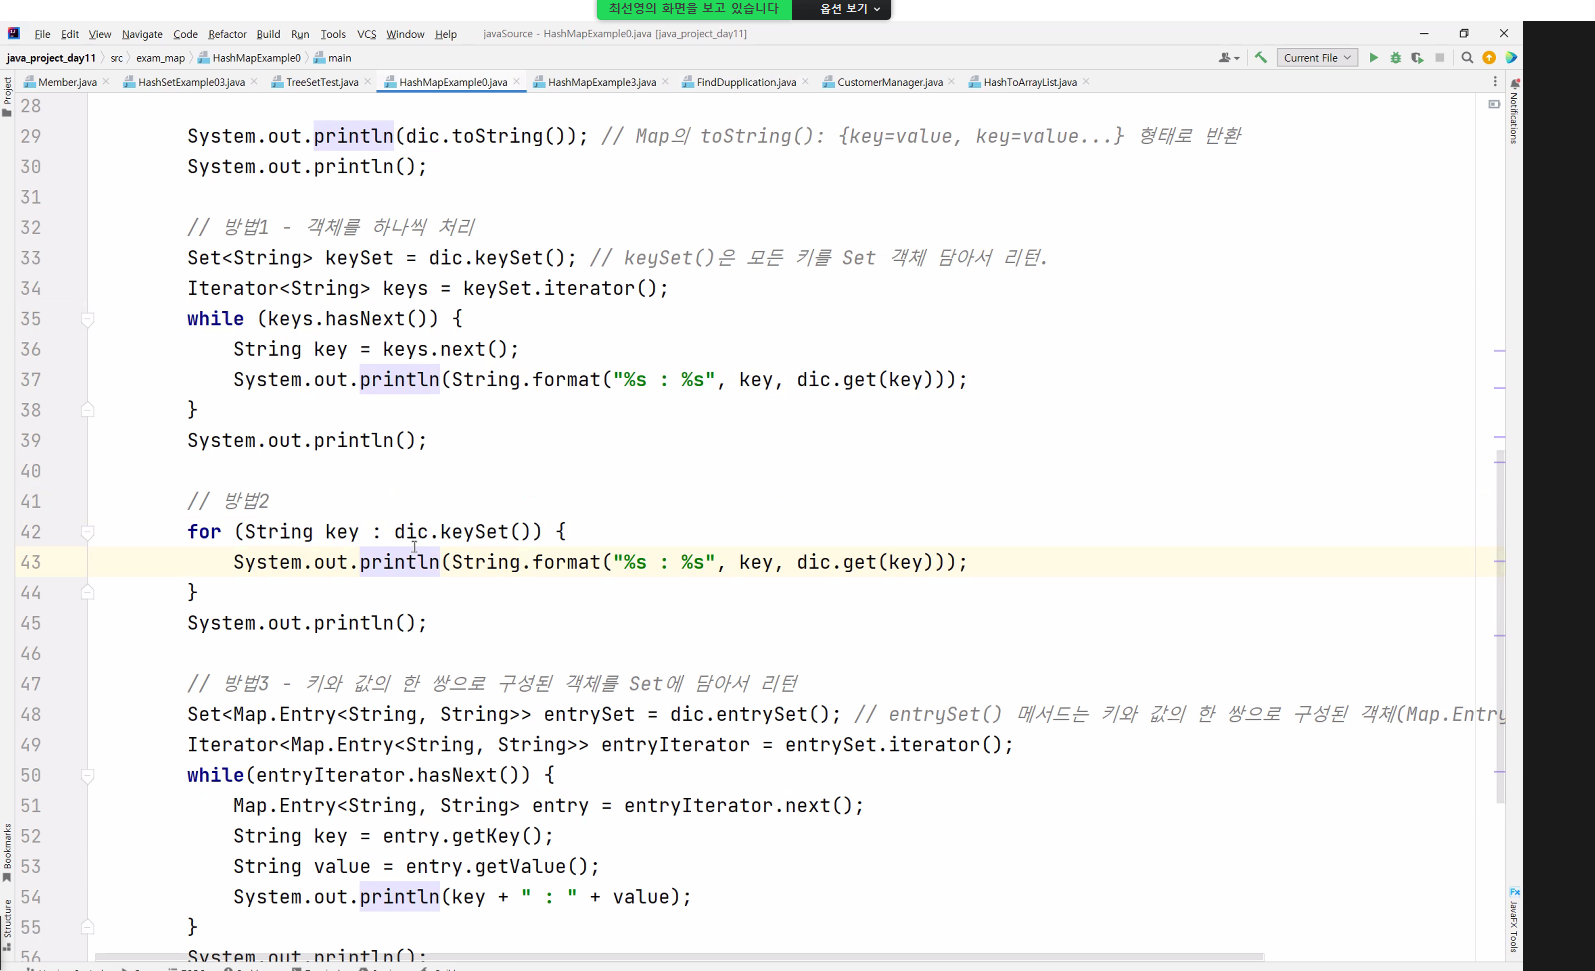 최선영의 화면을 보고 있습니다 옵션 보기
File Edit View Navigate Code Refactor Build Run Tools VCS Window Help javaSource - HashMapExample0.java [java_project_day11]
java_project_day11 src exam_map HashMapExample0 main Current File
Member.java HashSetExample03.java TreeSetTest.java HashMapExample0.java HashMapExample3.java FindDupplication.java CustomerManager.java HashToArrayList.java
Project
Notifications
28
29 System.out.println(dic.toString()); // Map의 toString(): {key=value, key=value...} 형태로 반환
30 System.out.println();
31
32 // 방법1 - 객체를 하나씩 처리
33 Set<String> keySet = dic.keySet(); // keySet()은 모든 키를 Set 객체 담아서 리턴.
34 Iterator<String> keys = keySet.iterator();
35 while (keys.hasNext()) {
36 String key = keys.next();
37 System.out.println(String.format("%s : %s", key, dic.get(key)));
38 }
39 System.out.println();
40
41 // 방법2
42 for (String key : dic.keySet()) {
43 System.out.println(String.format("%s : %s", key, dic.get(key)));
44 }
45 System.out.println();
46
47 // 방법3 - 키와 값의 한 쌍으로 구성된 객체를 Set에 담아서 리턴
48 Set<Map.Entry<String, String>> entrySet = dic.entrySet(); // entrySet() 메서드는 키와 값의 한 쌍으로 구성된 객체(Map.Entry
49 Iterator<Map.Entry<String, String>> entryIterator = entrySet.iterator();
50 while(entryIterator.hasNext()) {
51 Map.Entry<String, String> entry = entryIterator.next();
52 String key = entry.getKey();
53 String value = entry.getValue();
54 System.out.println(key + " : " + value);
55 }
56 System.out.println();
Bookmarks
Structure
JavaFX Tools